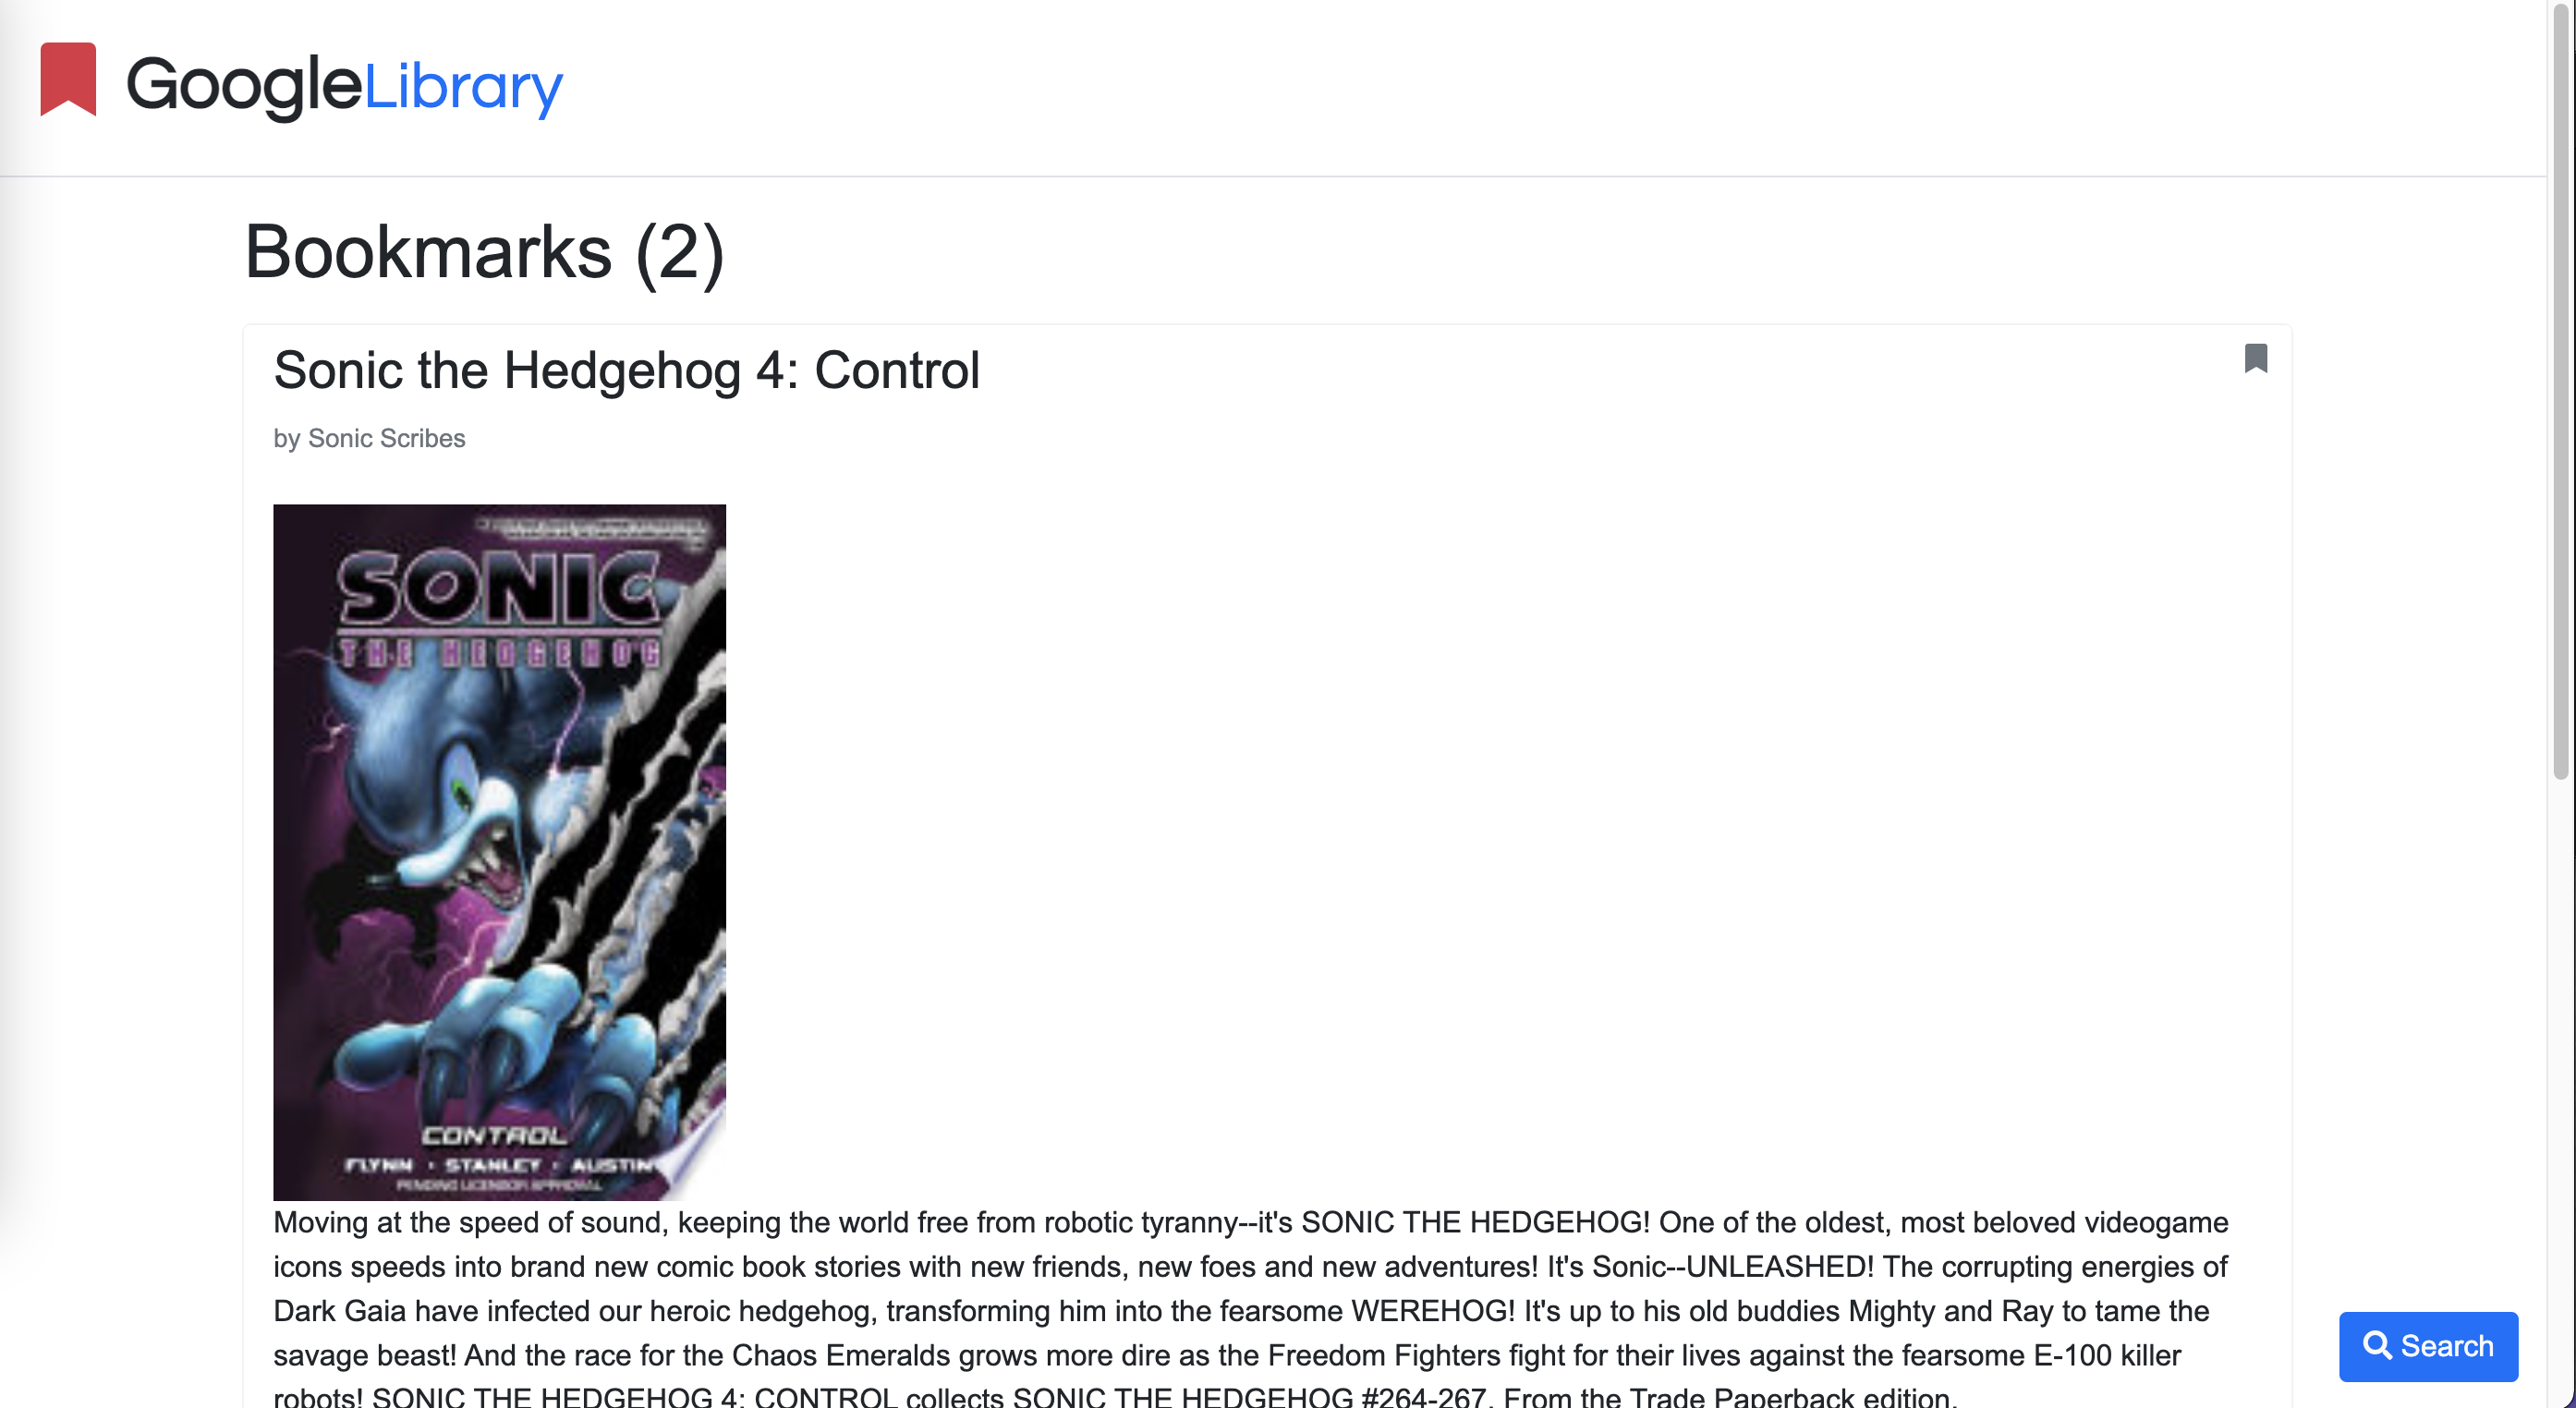 GoogleLibrary
Bookmarks (2)
Sonic the Hedgehog 4: Control
by Sonic Scribes
SONIC
THE HEDGEHOG
CONTROL
FLYNN · STANLEY · AUSTIN
PENDING LICENSOR APPROVAL
Moving at the speed of sound, keeping the world free from robotic tyranny--it's SONIC THE HEDGEHOG! One of the oldest, most beloved videogame
icons speeds into brand new comic book stories with new friends, new foes and new adventures! It's Sonic--UNLEASHED! The corrupting energies of
Dark Gaia have infected our heroic hedgehog, transforming him into the fearsome WEREHOG! It's up to his old buddies Mighty and Ray to tame the
savage beast! And the race for the Chaos Emeralds grows more dire as the Freedom Fighters fight for their lives against the fearsome E-100 killer
robots! SONIC THE HEDGEHOG 4: CONTROL collects SONIC THE HEDGEHOG #264-267. From the Trade Paperback edition.
Search